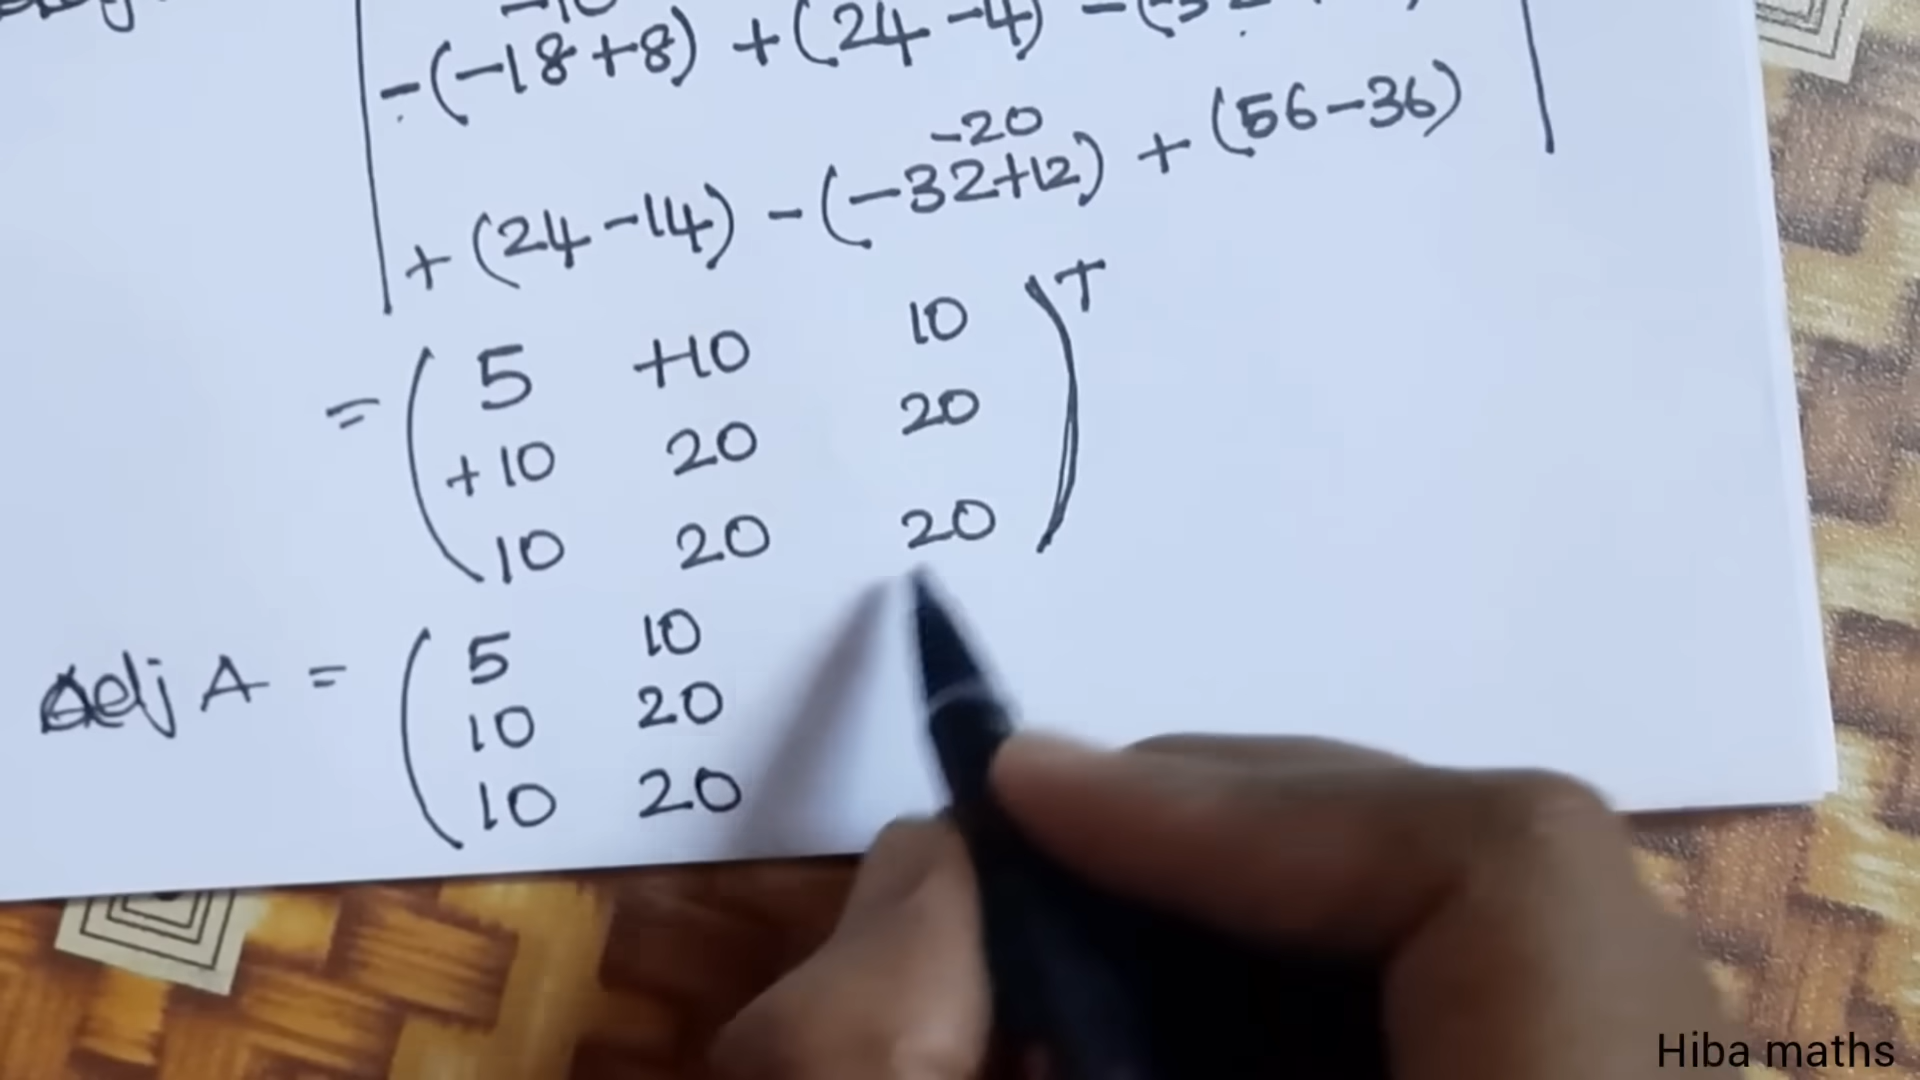 -(-18+8) +(24-4)
-20
+(24-14) -(-32+12) +(56-36)
= ( 5 +10 10 )T
+10 20 20
10 20 20
Adj A = ( 5 10
10 20
10 20
Hiba maths